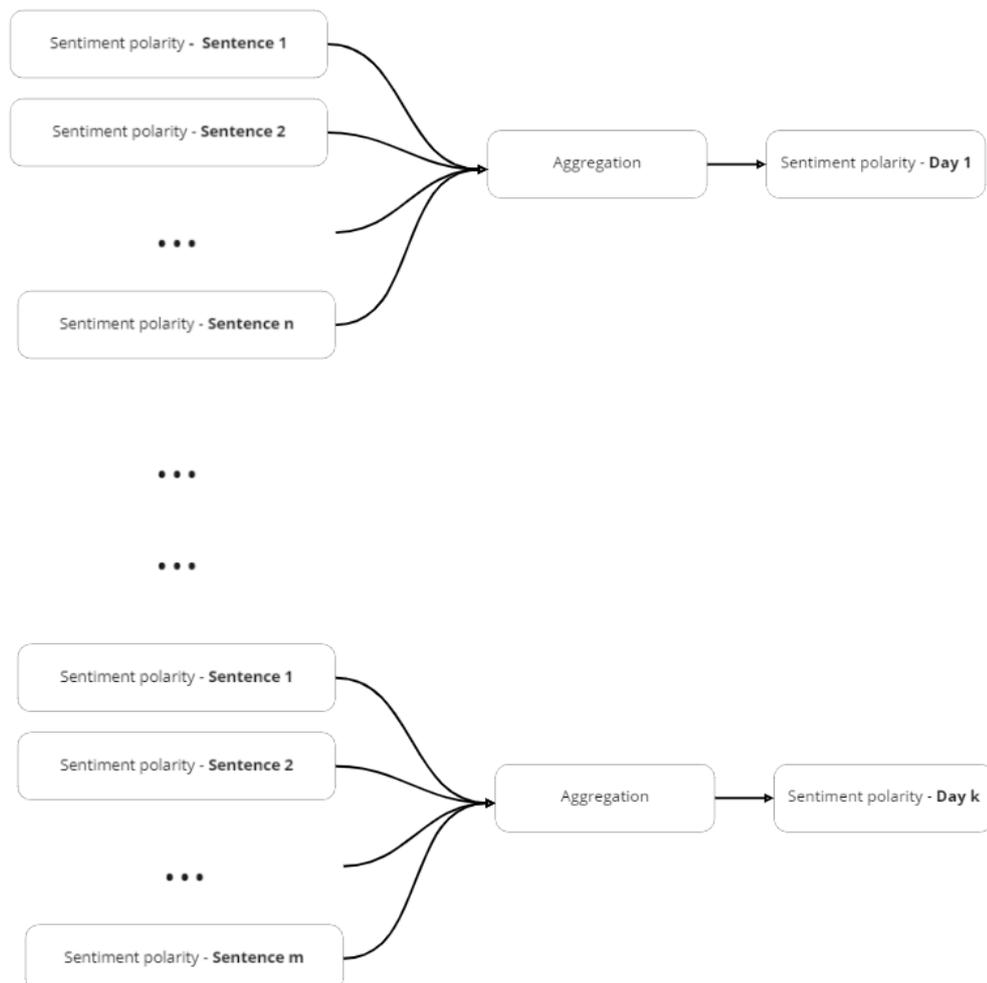 Sentiment polarity - Sentence 1
Sentiment polarity - Sentence 2
Aggregation
Sentiment polarity - Day 1
...
Sentiment polarity - Sentence n
...
...
Sentiment polarity - Sentence 1
Sentiment polarity - Sentence 2
Aggregation
Sentiment polarity - Day k
...
Sentiment polarity - Sentence m